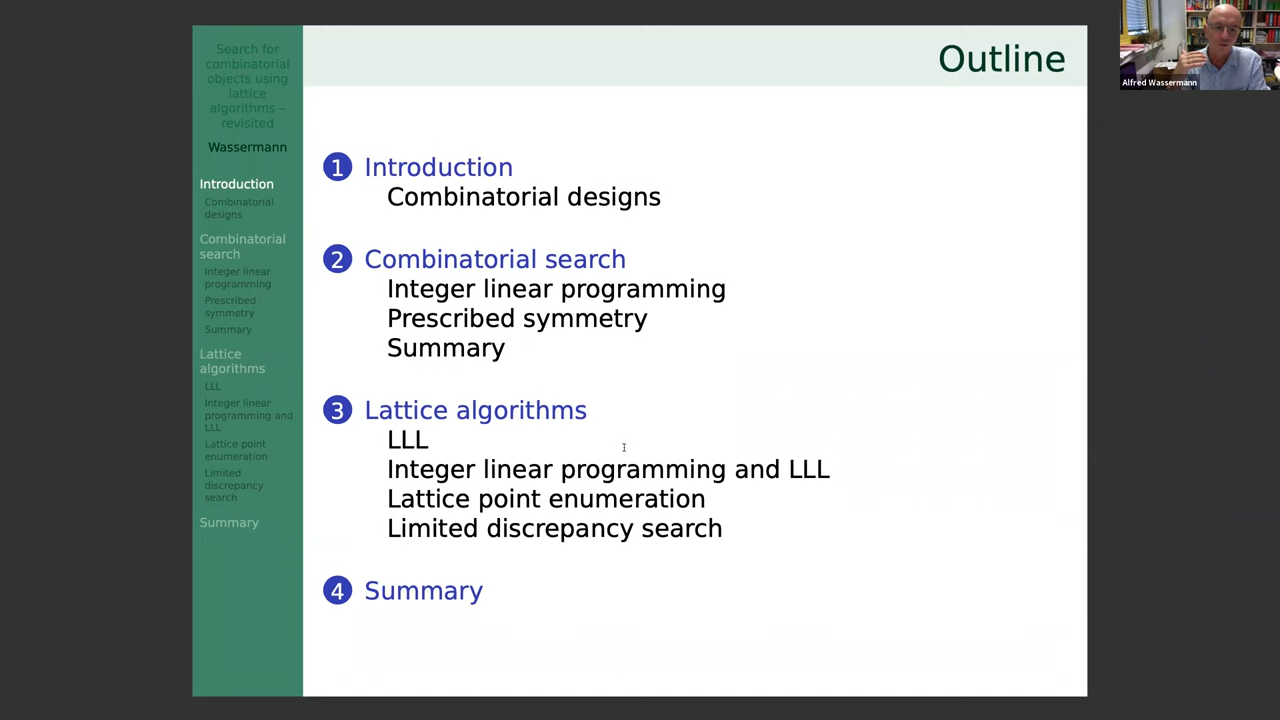 Search for
combinatorial
objects using
lattice
algorithms –
revisited
Wassermann
Introduction
Combinatorial
designs
Combinatorial
search
Integer linear
programming
Prescribed
symmetry
Summary
Lattice
algorithms
LLL
Integer linear
programming and
LLL
Lattice point
enumeration
Limited
discrepancy
search
Summary
Outline
1 Introduction
Combinatorial designs
2 Combinatorial search
Integer linear programming
Prescribed symmetry
Summary
3 Lattice algorithms
LLL
Integer linear programming and LLL
Lattice point enumeration
Limited discrepancy search
4 Summary
Alfred Wassermann